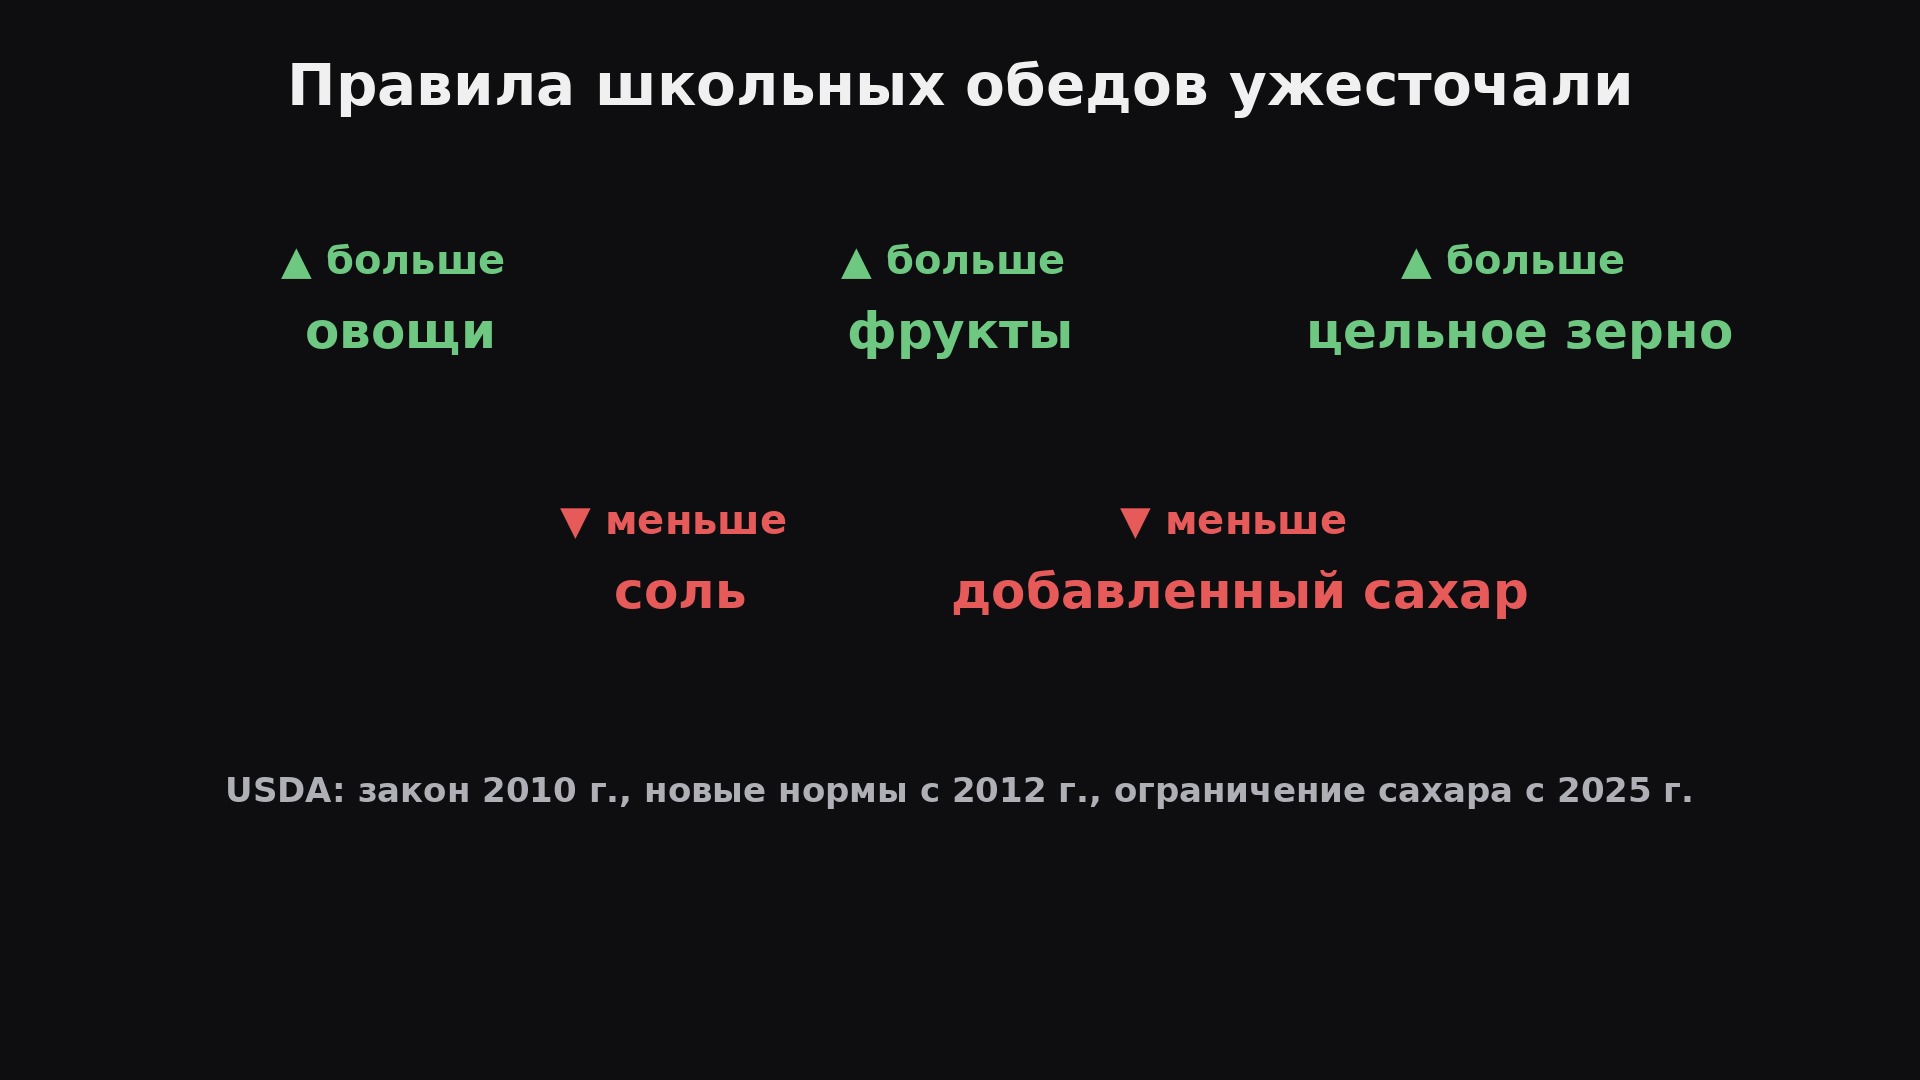 Правила школьных обедов ужесточали
▲ больше ▲ больше ▲ больше
овощи фрукты цельное зерно
▼ меньше ▼ меньше
соль добавленный сахар
USDA: закон 2010 г., новые нормы с 2012 г., ограничение сахара с 2025 г.